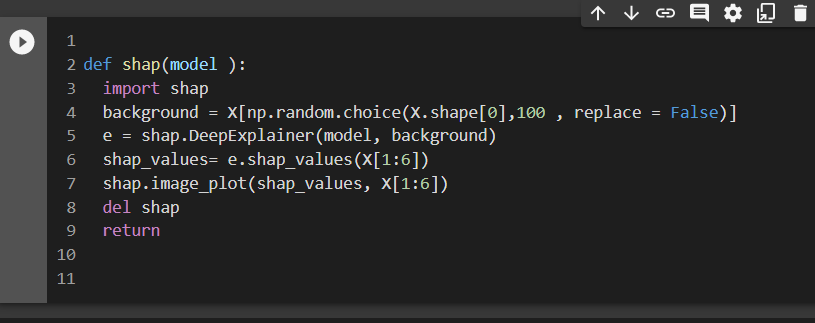 1
2 def shap(model ):
3   import shap
4   background = X[np.random.choice(X.shape[0],100 , replace = False)]
5   e = shap.DeepExplainer(model, background)
6   shap_values= e.shap_values(X[1:6])
7   shap.image_plot(shap_values, X[1:6])
8   del shap
9   return
10
11